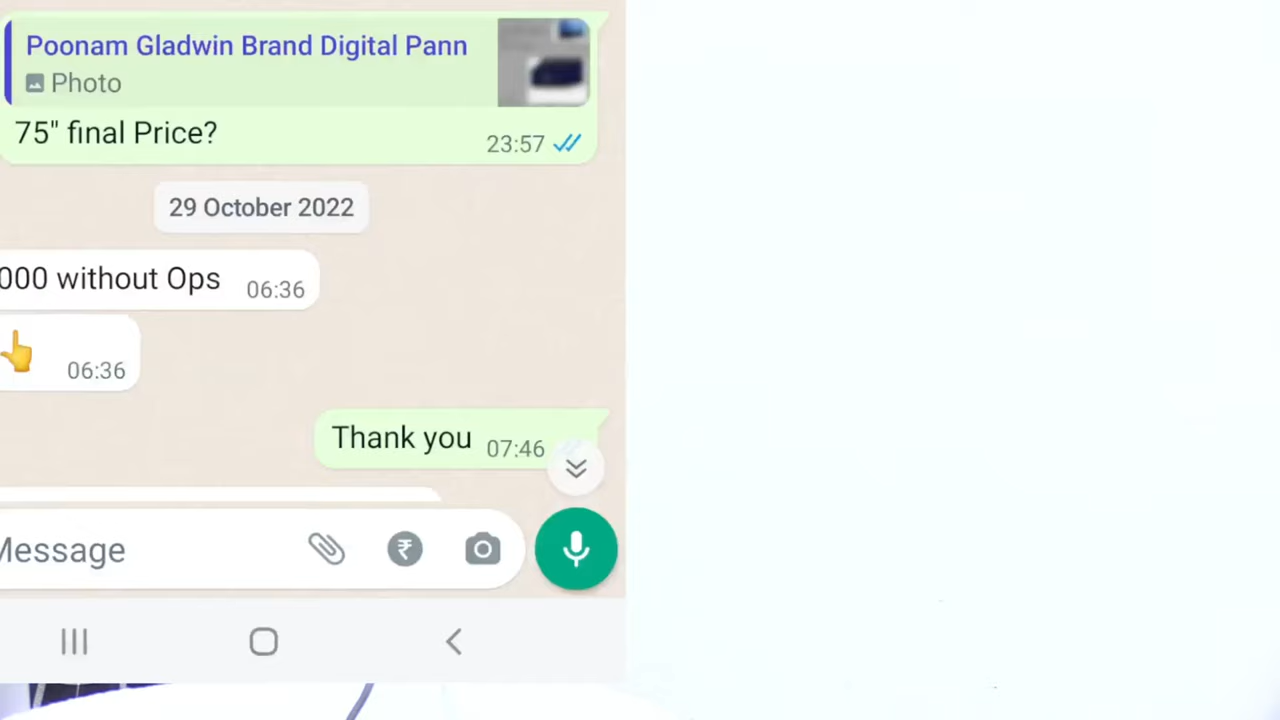 Poonam Gladwin Brand Digital Pann
Photo
75" final Price?
23:57
29 October 2022
000 without Ops
06:36
👆
06:36
Thank you
07:46
Message
₹